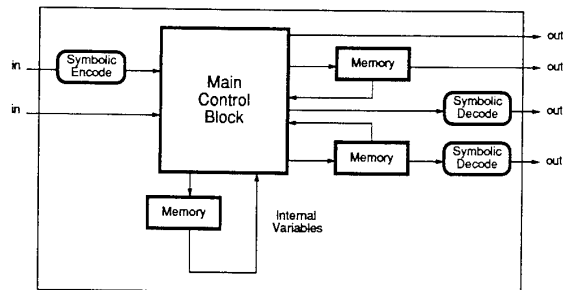 out
in
Symbolic
Encode
Main
Control
Block
Memory
out
in
Symbolic
Decode
out
Memory
Symbolic
Decode
out
Memory
Internal
Variables